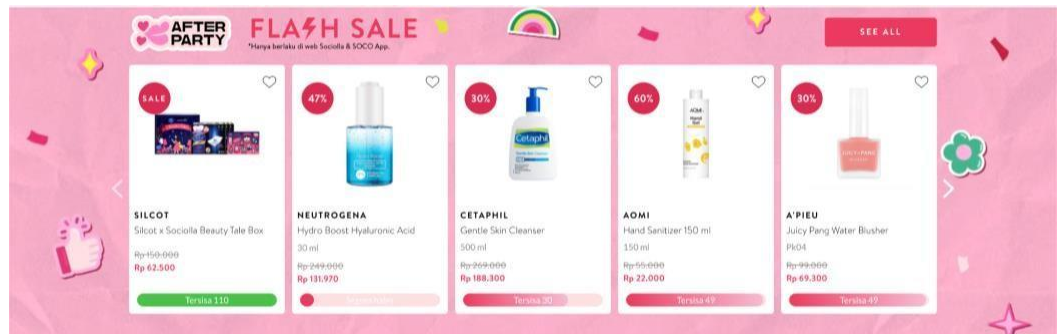 AFTER
PARTY
FLASH SALE
*Hanya berlaku di web Sociolla & SOCO App.
SEE ALL
SALE
SILCOT
Silcot x Sociolla Beauty Tale Box
Rp 150.000
Rp 62.500
Tersisa 110
47%
NEUTROGENA
Hydro Boost Hyaluronic Acid
30 ml
Rp 249.000
Rp 131.970
30%
Cetaphil
CETAPHIL
Gentle Skin Cleanser
500 ml
Rp 269.000
Rp 188.300
Tersisa 30
60%
AOMI
Hand Sanitizer 150 ml
150 ml
Rp 55.000
Rp 22.000
Tersisa 49
30%
JUICY-PANG
A'PIEU
Juicy Pang Water Blusher
Pk04
Rp 99.000
Rp 69.300
Tersisa 49